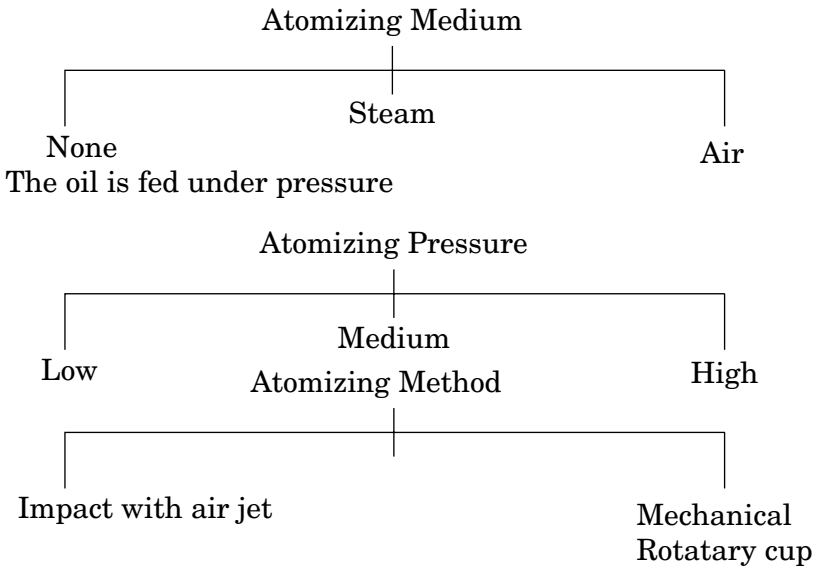 Atomizing Medium
Steam
None
Air
The oil is fed under pressure
Atomizing Pressure
Medium
Low
High
Atomizing Method
Impact with air jet
Mechanical
Rotatary cup